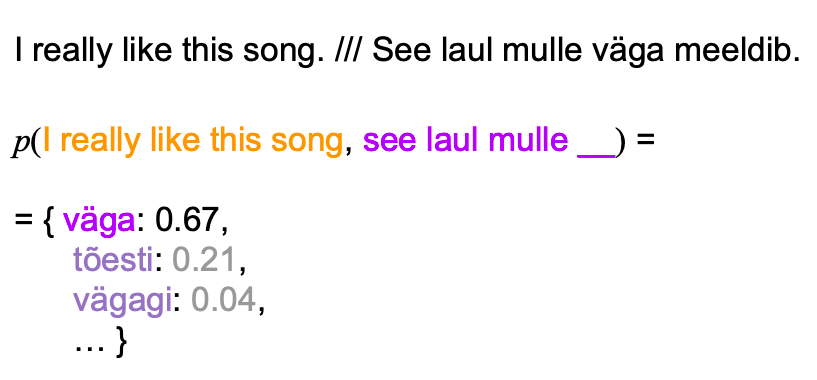 I really like this song. /// See laul mulle väga meeldib.
p(I really like this song, see laul mulle __) =
= { väga: 0.67,
tõesti: 0.21,
vägagi: 0.04,
... }